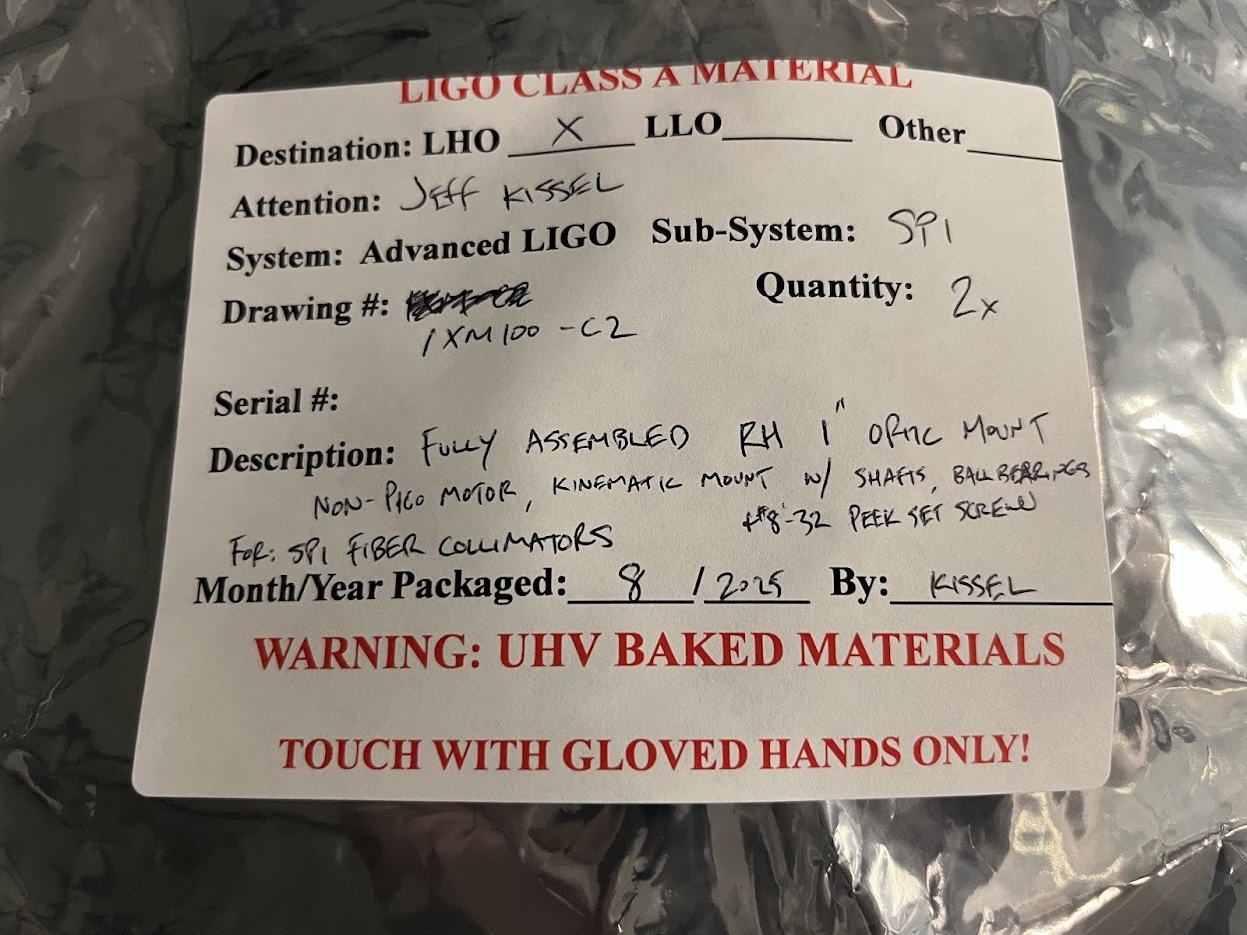 LIGO CLASS A MATERIAL
Destination: LHO X LLO Other
Attention: JEFF KISSEL
System: Advanced LIGO Sub-System: SPI
Drawing #: Quantity: 2x
1XM100-C2
Serial #:
Description: FULLY ASSEMBLED RH 1" OPTIC MOUNT
NON-PICO MOTOR, KINEMATIC MOUNT W/ SHAFTS, BALL BEARINGS
+ #8-32 PEEK SET SCREW
FOR: SPI FIBER COLLIMATORS
Month/Year Packaged: 8 / 2025 By: KISSEL
WARNING: UHV BAKED MATERIALS
TOUCH WITH GLOVED HANDS ONLY!